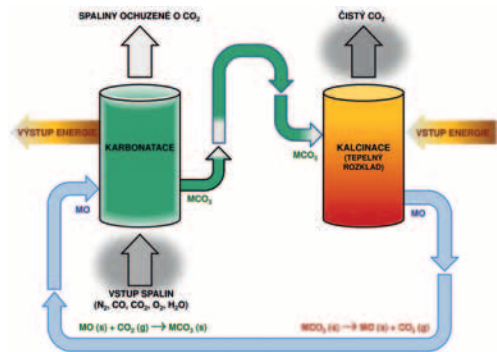 SPALINY OCHUZENÉ O CO₂
ČISTÝ CO₂
VÝSTUP ENERGIE
KARBONATACE
MCO₃
MO
MCO₃
KALCINACE
(TEPELNÝ
ROZKLAD)
VSTUP ENERGIE
MO
VSTUP SPALIN
(N₂, CO, CO₂, O₂, H₂O)
MO (s) + CO₂ (g) → MCO₃ (s)
MCO₃ (s) → MO (s) + CO₂ (g)